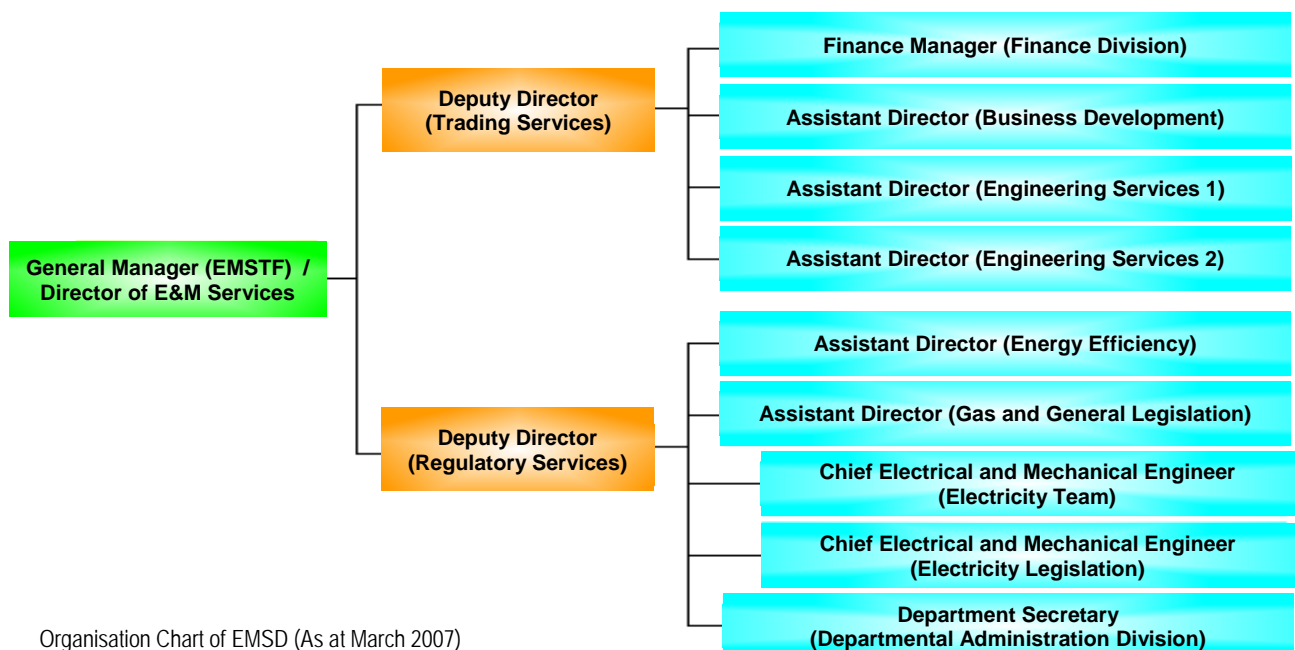 General Manager (EMSTF) /
Director of E&M Services
Deputy Director
(Trading Services)
Finance Manager (Finance Division)
Assistant Director (Business Development)
Assistant Director (Engineering Services 1)
Assistant Director (Engineering Services 2)
Deputy Director
(Regulatory Services)
Assistant Director (Energy Efficiency)
Assistant Director (Gas and General Legislation)
Chief Electrical and Mechanical Engineer
(Electricity Team)
Chief Electrical and Mechanical Engineer
(Electricity Legislation)
Department Secretary
(Departmental Administration Division)
Organisation Chart of EMSD (As at March 2007)